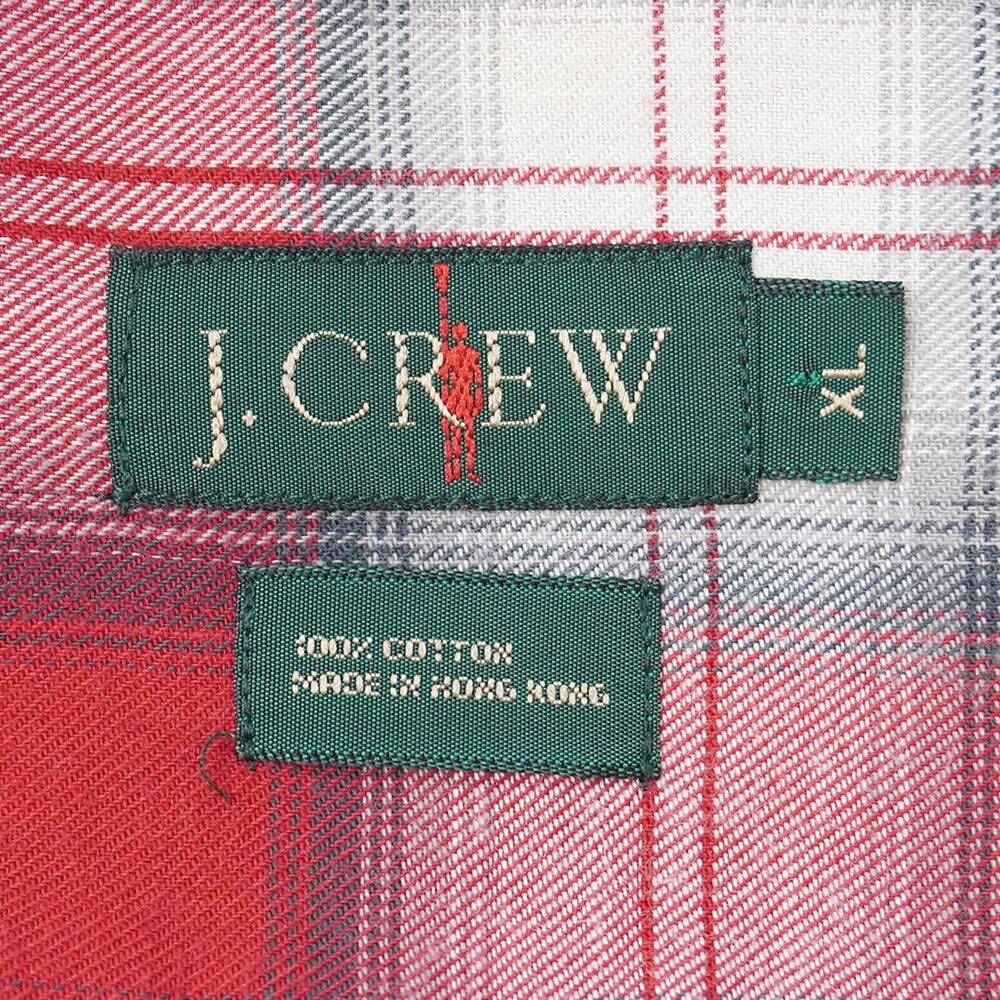 J.CREW
XL
100% COTTON
MADE IN HONG KONG